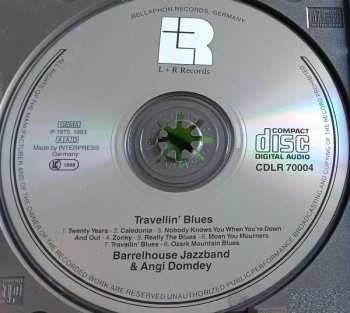 BELLAPHON RECORDS, GERMANY
LR
L + R Records
ALL RIGHTS OF THE MANUFACTURER AND OF THE OWNER OF THE RECORDED WORK ARE RESERVED UNAUTHORIZED PUBLIC PERFORMANCE BROADCASTING AND COPYING OF THIS RECORD PROHIBITED
GEMA
℗ 1975, 1993
AAD
Made by INTERPRESS
Germany
COMPACT
disc
DIGITAL AUDIO
CDLR 70004
Travellin' Blues
1. Twenty Years - 2. Caledonia - 3. Nobody Knows You When You're Down
And Out - 4. Zonky - 5. Really The Blues - 6. Moan You Mourners
7. Travellin' Blues - 8. Ozark Mountain Blues
Barrelhouse Jazzband
& Angi Domdey